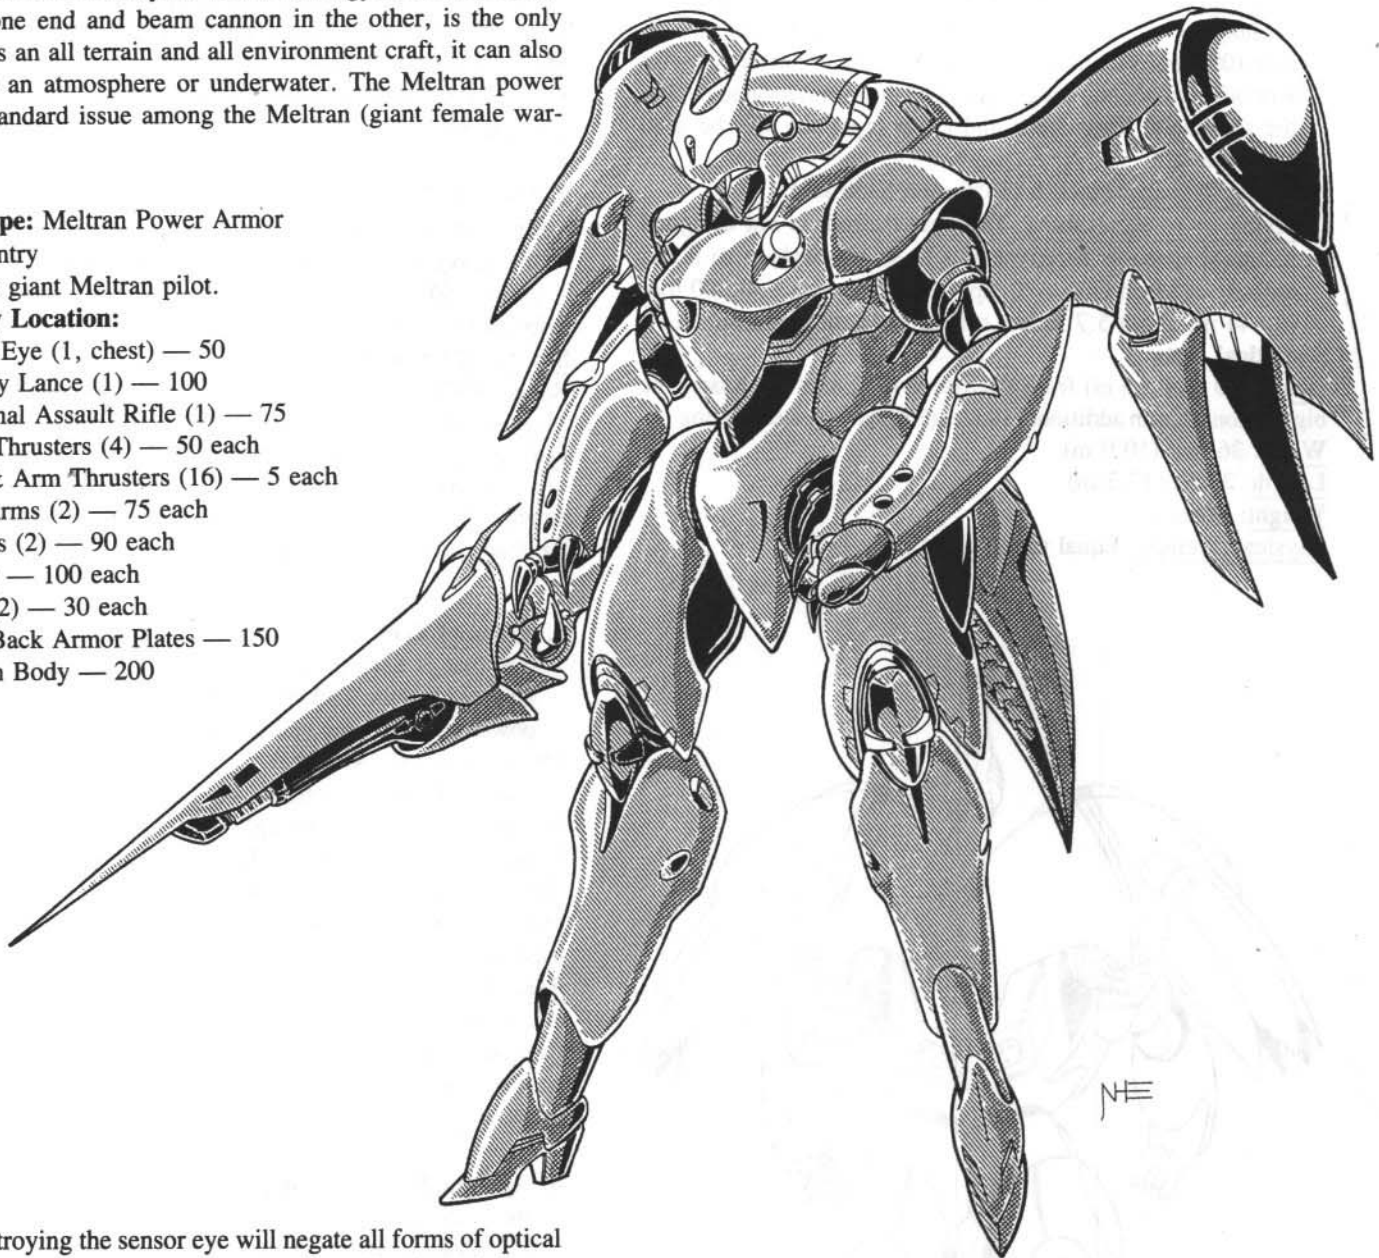 one end and beam cannon in the other, is the only
s an all terrain and all environment craft, it can also
an atmosphere or underwater. The Meltran power
tandard issue among the Meltran (giant female war-
pe: Meltran Power Armor
ntry
giant Meltran pilot.
Location:
Eye (1, chest) — 50
y Lance (1) — 100
nal Assault Rifle (1) — 75
Thrusters (4) — 50 each
Arm Thrusters (16) — 5 each
rms (2) — 75 each
s (2) — 90 each
— 100 each
2) — 30 each
Back Armor Plates — 150
n Body — 200
NHE
troying the sensor eye will negate all forms of optical